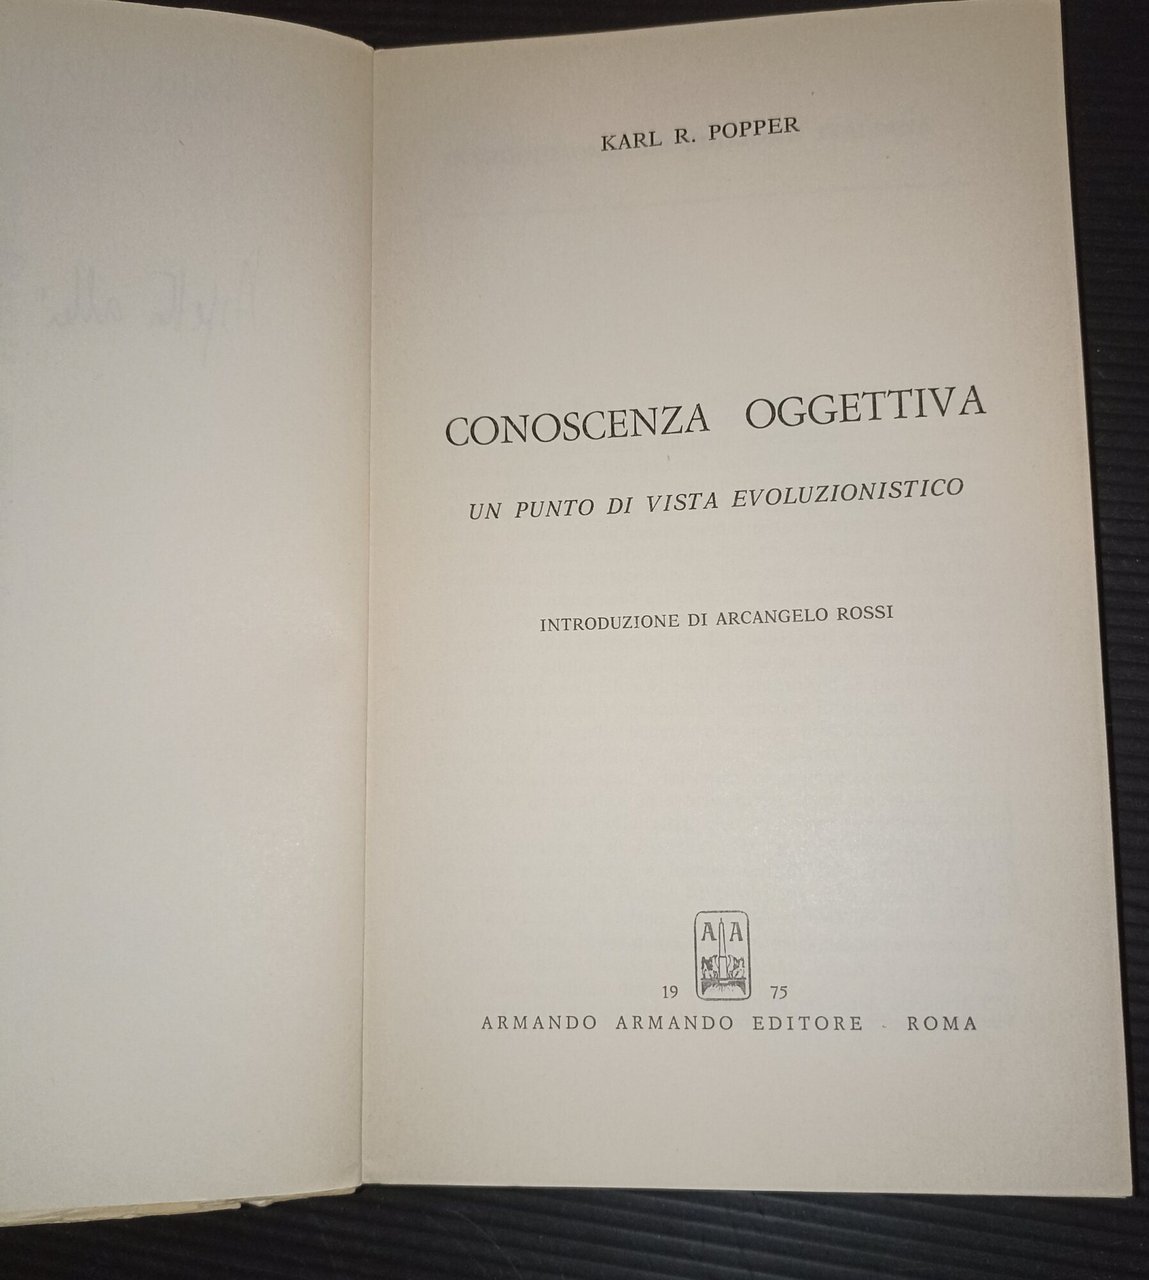 KARL R. POPPER
CONOSCENZA OGGETTIVA
UN PUNTO DI VISTA EVOLUZIONISTICO
INTRODUZIONE DI ARCANGELO ROSSI
A A
19 75
ARMANDO ARMANDO EDITORE - ROMA